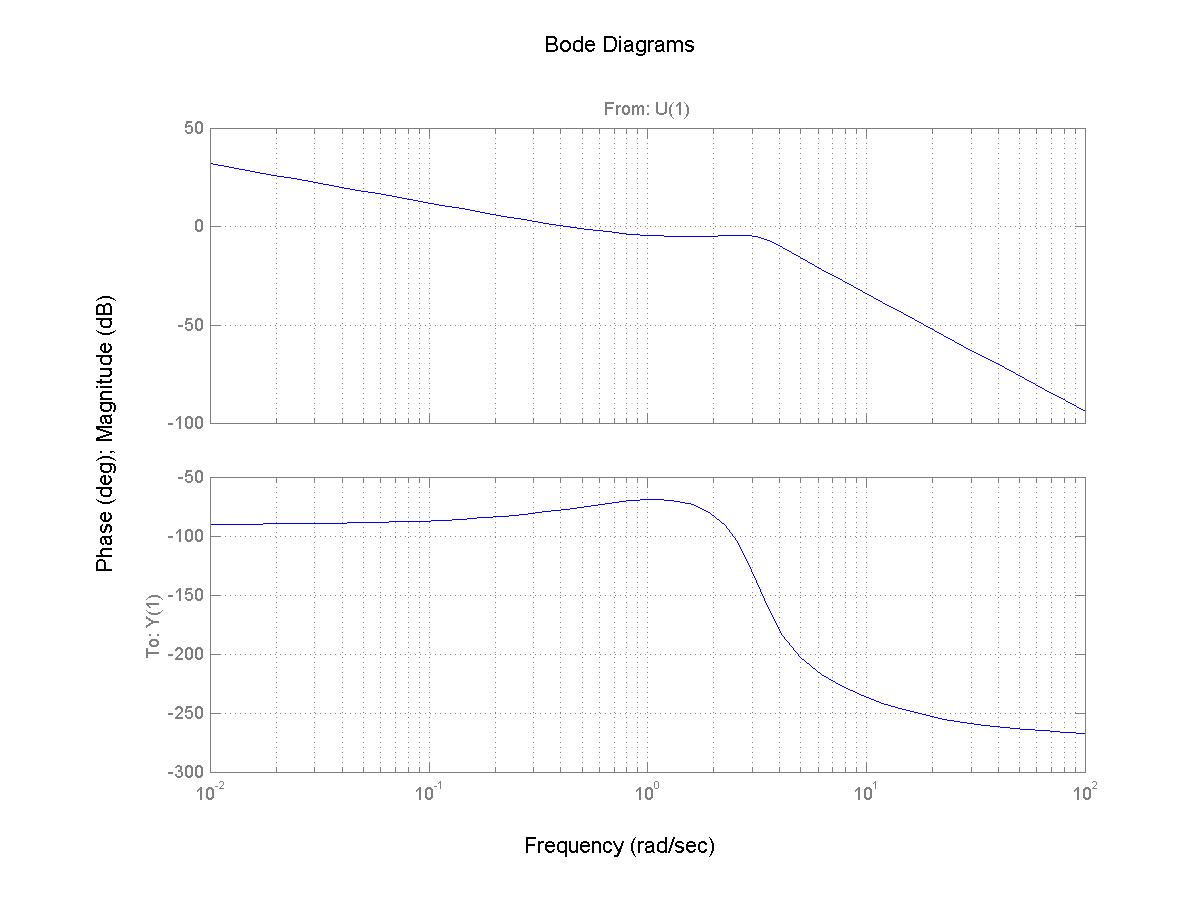 Bode Diagrams
From: U(1)
50
0
-50
-100
Phase (deg); Magnitude (dB)
-50
-100
-150
-200
-250
-300
To: Y(1)
10^-2 10^-1 10^0 10^1 10^2
Frequency (rad/sec)